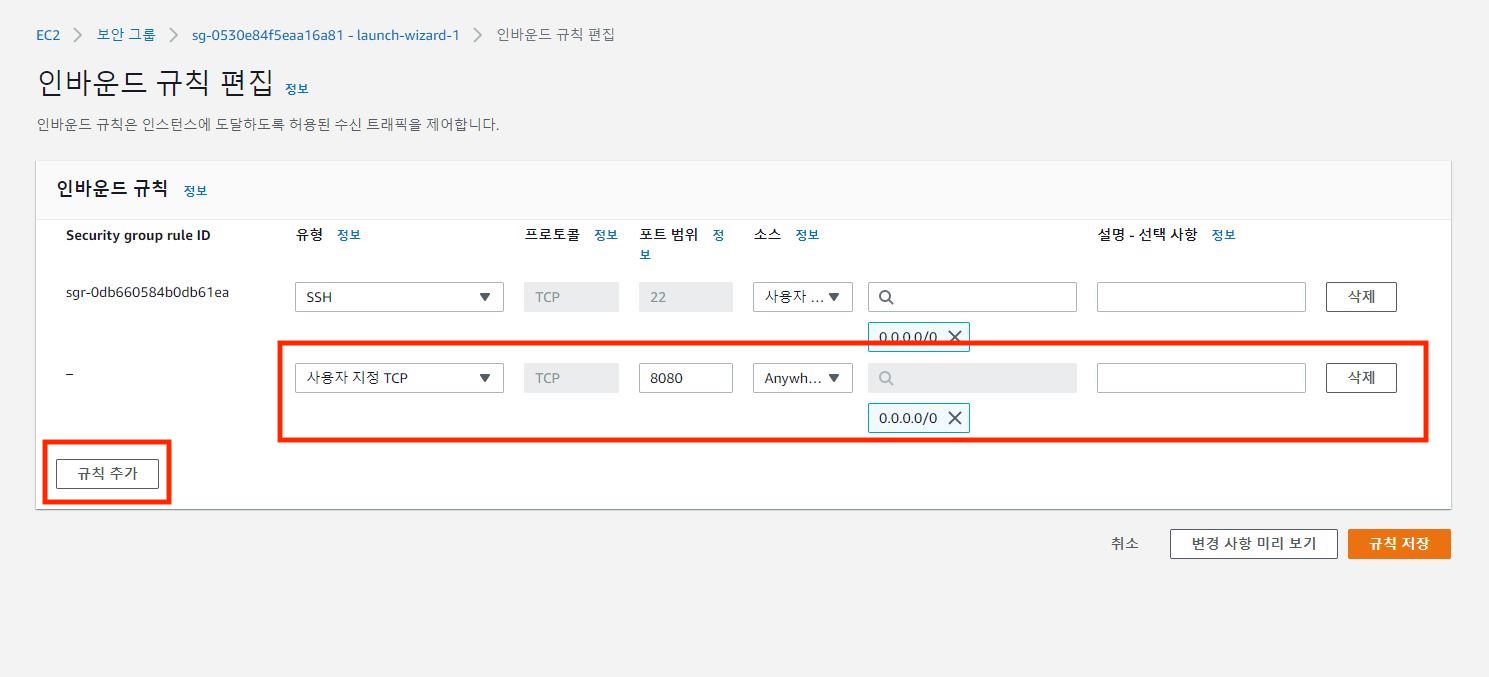 EC2 > 보안 그룹 > sg-0530e84f5eaa16a81 - launch-wizard-1 > 인바운드 규칙 편집
인바운드 규칙 편집 정보
인바운드 규칙은 인스턴스에 도달하도록 허용된 수신 트래픽을 제어합니다.
인바운드 규칙 정보
Security group rule ID 유형 정보 프로토콜 정보 포트 범위 정보 소스 정보 설명 - 선택 사항 정보
sgr-0db660584b0db61ea SSH TCP 22 사용자 ... 삭제
0.0.0.0/0
– 사용자 지정 TCP TCP 8080 Anywh... 삭제
0.0.0.0/0
규칙 추가
취소 변경 사항 미리 보기 규칙 저장